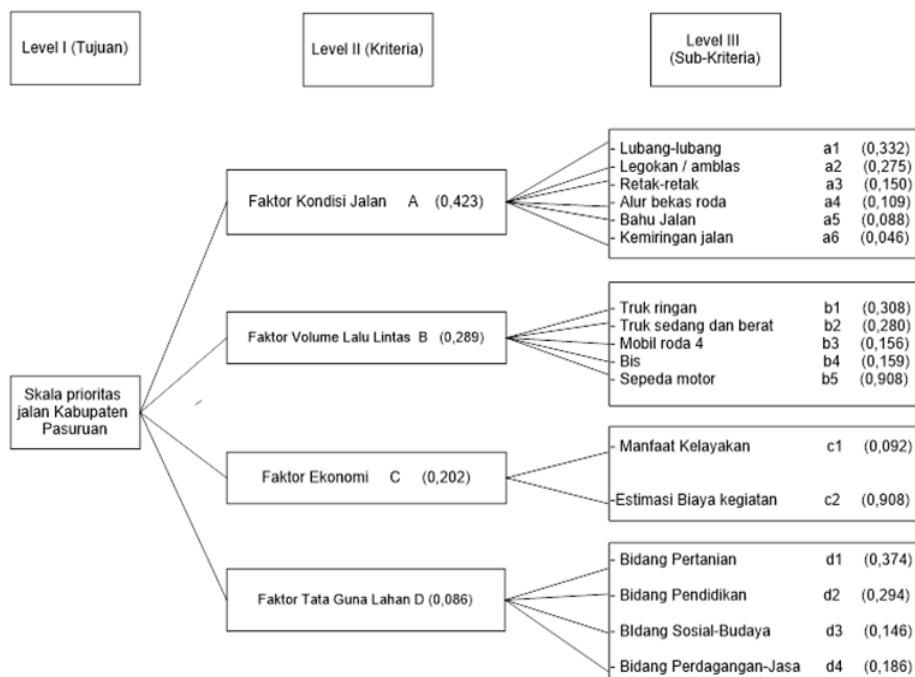 Level I (Tujuan)
Level II (Kriteria)
Level III
(Sub-Kriteria)
Skala prioritas
jalan Kabupaten
Pasuruan
Faktor Kondisi Jalan A (0,423)
- Lubang-lubang a1 (0,332)
- Legokan / amblas a2 (0,275)
- Retak-retak a3 (0,150)
- Alur bekas roda a4 (0,109)
- Bahu Jalan a5 (0,088)
- Kemiringan jalan a6 (0,046)
Faktor Volume Lalu Lintas B (0,289)
- Truk ringan b1 (0,308)
- Truk sedang dan berat b2 (0,280)
- Mobil roda 4 b3 (0,156)
- Bis b4 (0,159)
- Sepeda motor b5 (0,908)
Faktor Ekonomi C (0,202)
- Manfaat Kelayakan c1 (0,092)
-Estimasi Biaya kegiatan c2 (0,908)
Faktor Tata Guna Lahan D (0,086)
- Bidang Pertanian d1 (0,374)
- Bidang Pendidikan d2 (0,294)
- BIdang Sosial-Budaya d3 (0,146)
- Bidang Perdagangan-Jasa d4 (0,186)